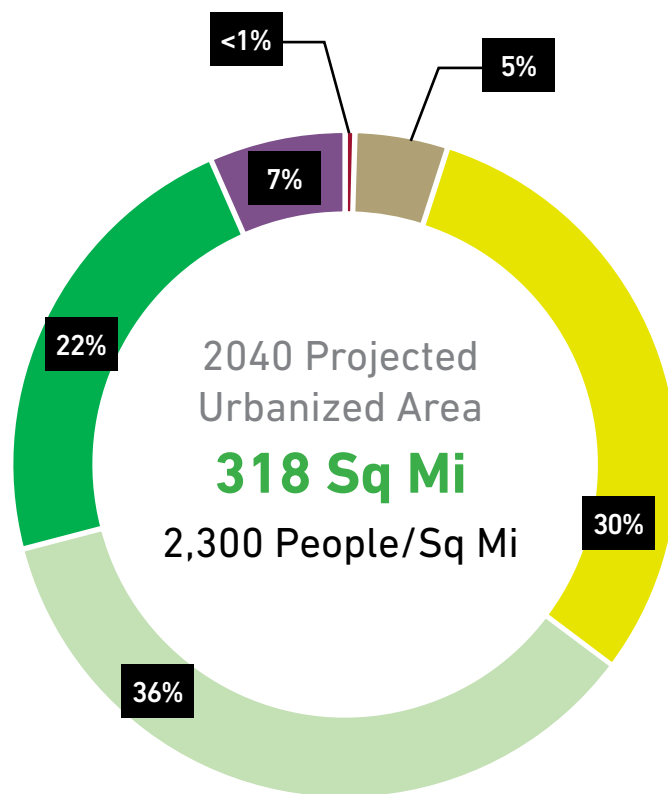 <1%
5%
7%
22%
2040 Projected
Urbanized Area
318 Sq Mi
2,300 People/Sq Mi
30%
36%